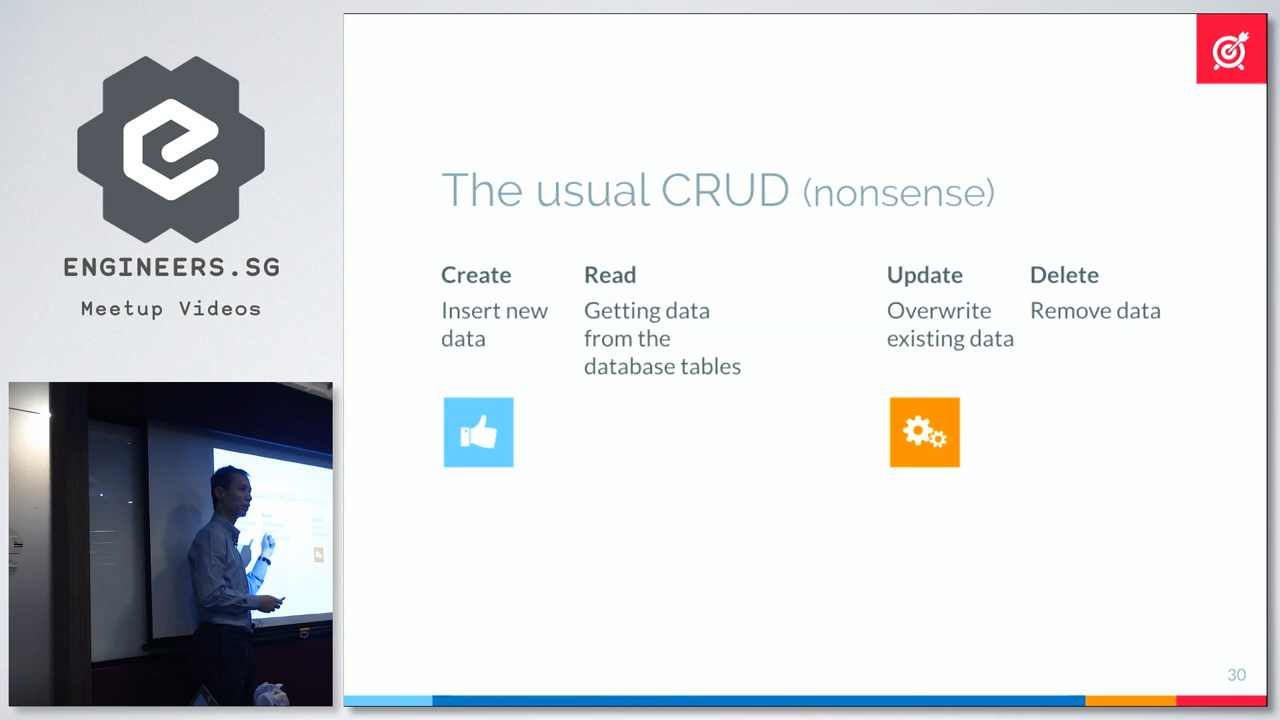 ENGINEERS.SG
Meetup Videos
The usual CRUD (nonsense)
Create
Insert new
data
Read
Getting data
from the
database tables
Update
Overwrite
existing data
Delete
Remove data
30